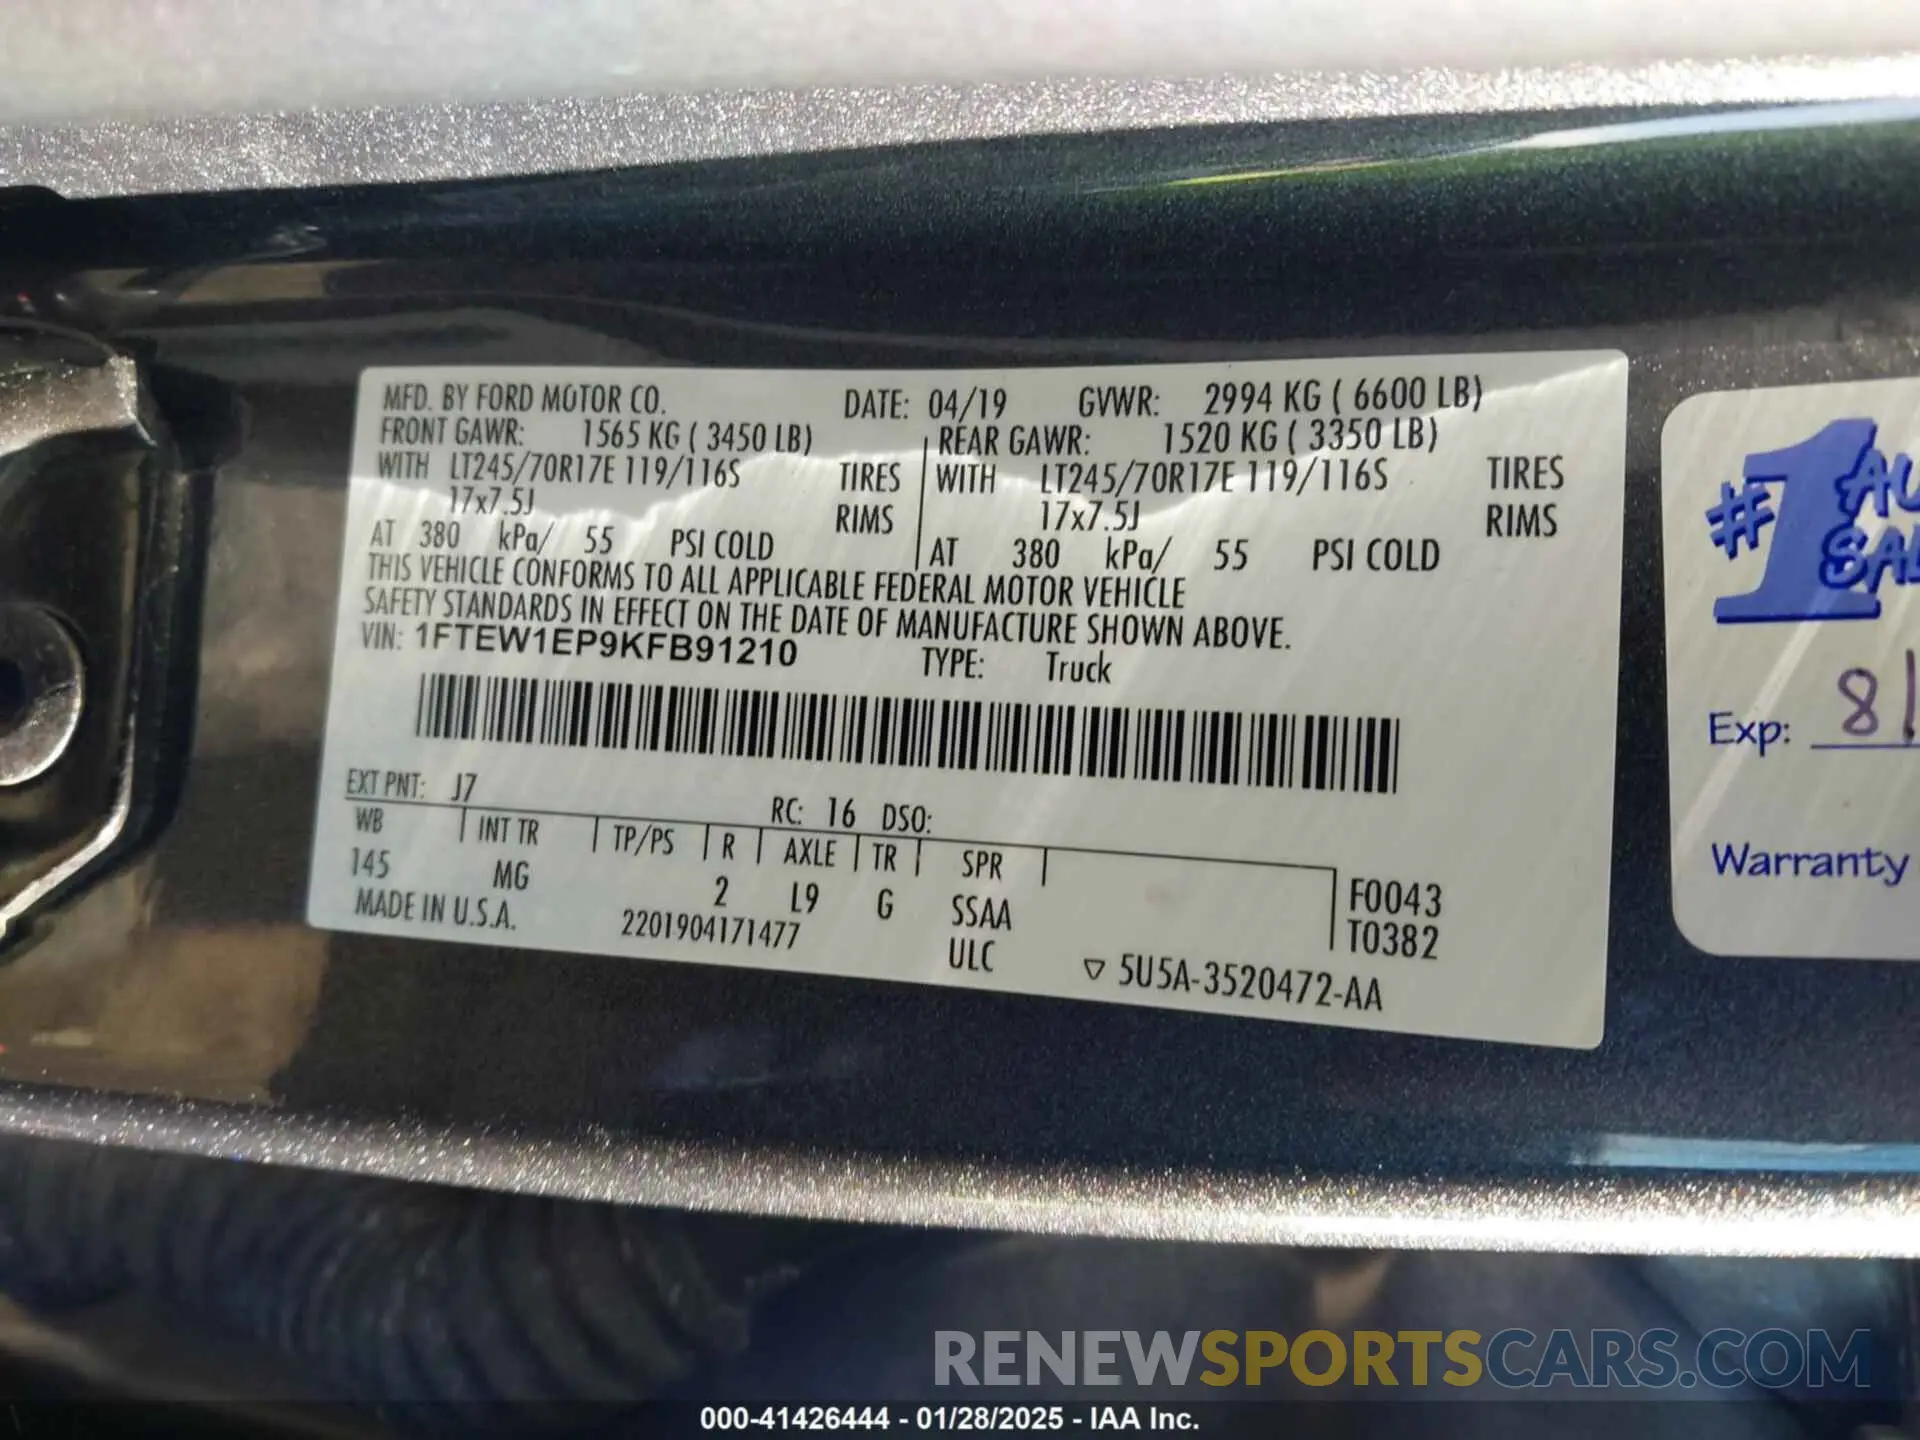 MFD. BY FORD MOTOR CO. DATE: 04/19 GVWR: 2994 KG ( 6600 LB)
FRONT GAWR: 1565 KG ( 3450 LB) REAR GAWR: 1520 KG ( 3350 LB)
WITH LT245/70R17E 119/116S TIRES WITH LT245/70R17E 119/116S TIRES
17x7.5J RIMS 17x7.5J RIMS
AT 380 kPa/ 55 PSI COLD AT 380 kPa/ 55 PSI COLD
THIS VEHICLE CONFORMS TO ALL APPLICABLE FEDERAL MOTOR VEHICLE
SAFETY STANDARDS IN EFFECT ON THE DATE OF MANUFACTURE SHOWN ABOVE.
VIN: 1FTEW1EP9KFB91210 TYPE: Truck
EXT PNT: J7 RC: 16 DSO:
WB INT TR TP/PS R AXLE TR SPR
145 MG 2 L9 G SSAA F0043
ULC T0382
MADE IN U.S.A. 2201904171477 5U5A-3520472-AA
#1
Exp: 8
Warranty
RENEWSPORTSCARS.COM
000-41426444 - 01/28/2025 - IAA Inc.